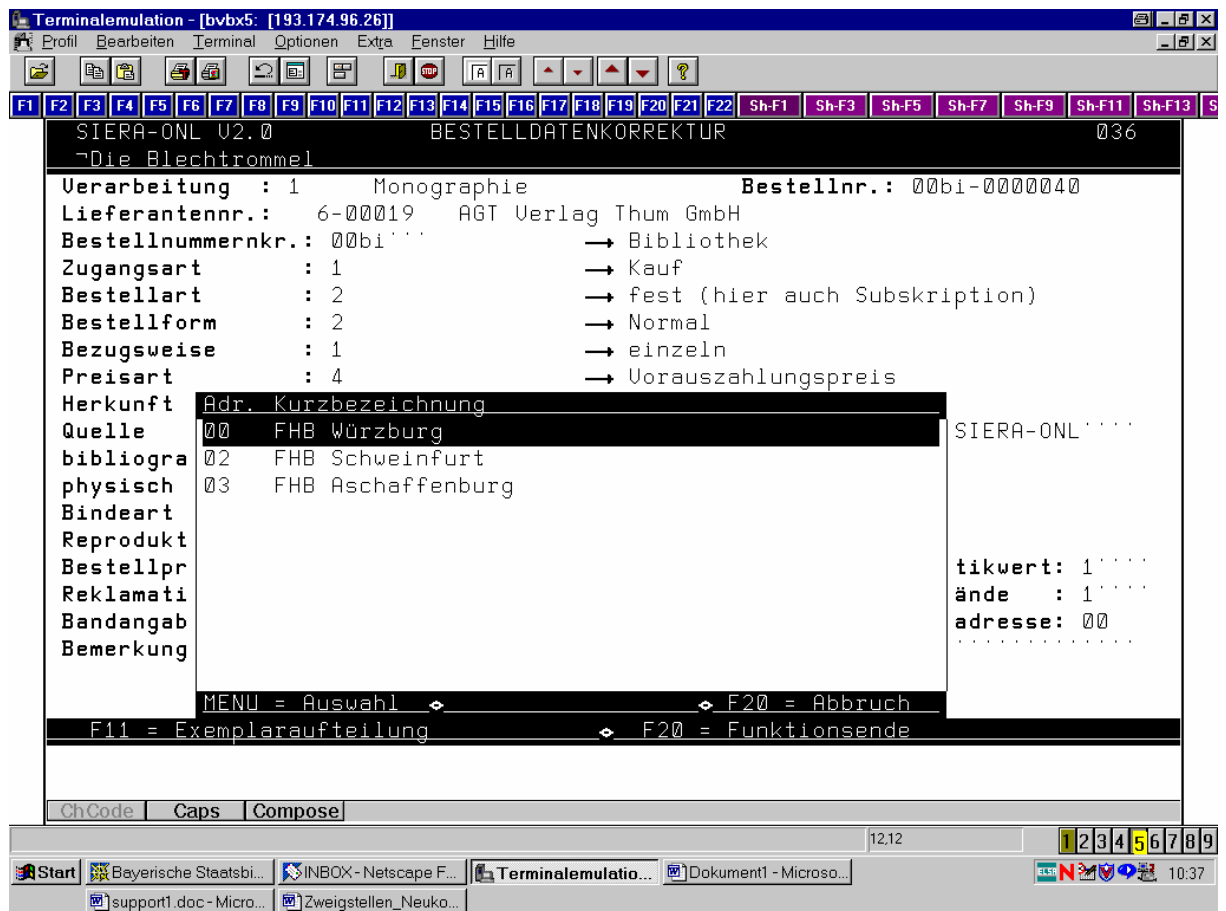 Terminalemulation - [bvbx5: [193.174.96.26]]
Profil Bearbeiten Terminal Optionen Extra Fenster Hilfe
STOP A A ?
F1 F2 F3 F4 F5 F6 F7 F8 F9 F10 F11 F12 F13 F14 F15 F16 F17 F18 F19 F20 F21 F22 Sh-F1 Sh-F3 Sh-F5 Sh-F7 Sh-F9 Sh-F11 Sh-F13 S
SIERA-ONL V2.0 BESTELLDATENKORREKTUR 036
¬Die Blechtrommel
Verarbeitung : 1 Monographie Bestellnr.: 00bi-0000040
Lieferantennr.: 6-00019 AGT Verlag Thum GmbH
Bestellnummernkr.: 00bi˙˙˙ → Bibliothek
Zugangsart : 1 → Kauf
Bestellart : 2 → fest (hier auch Subskription)
Bestellform : 2 → Normal
Bezugsweise : 1 → einzeln
Preisart : 4 → Vorauszahlungspreis
Herkunft Adr. Kurzbezeichnung
Quelle 00 FHB Würzburg SIERA-ONL˙˙˙˙
bibliogra 02 FHB Schweinfurt
physisch 03 FHB Aschaffenburg
Bindeart
Reprodukt
Bestellpr tikwert: 1˙˙˙˙
Reklamati ände : 1˙˙˙˙
Bandangab adresse: 00
Bemerkung ˙˙˙˙˙˙˙˙˙˙˙˙˙
MENU = Auswahl F20 = Abbruch
F11 = Exemplaraufteilung F20 = Funktionsende
ChCode Caps Compose
12,12 1 2 3 4 5 6 7 8 9
Start Bayerische Staatsbi... INBOX - Netscape F... Terminalemulatio... Dokument1 - Microso... N 10:37
support1.doc - Micro... Zweigstellen_Neuko...